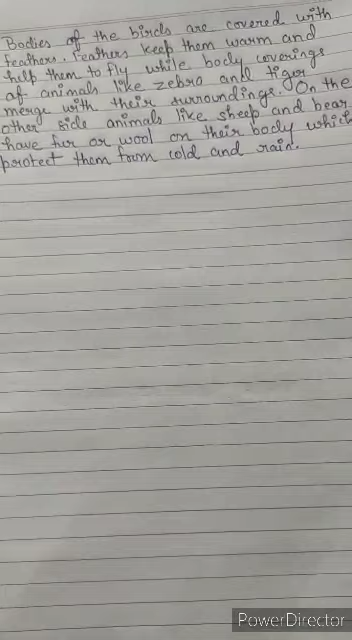 Bodies of the birds are covered with
feathers. Feathers keep them warm and
help them to fly while body coverings
of animals like zebra and tiger
merge with their surroundings. On the
other side animals like sheep and bear
have fur or wool on their body which
protect them from cold and rain.
PowerDirector